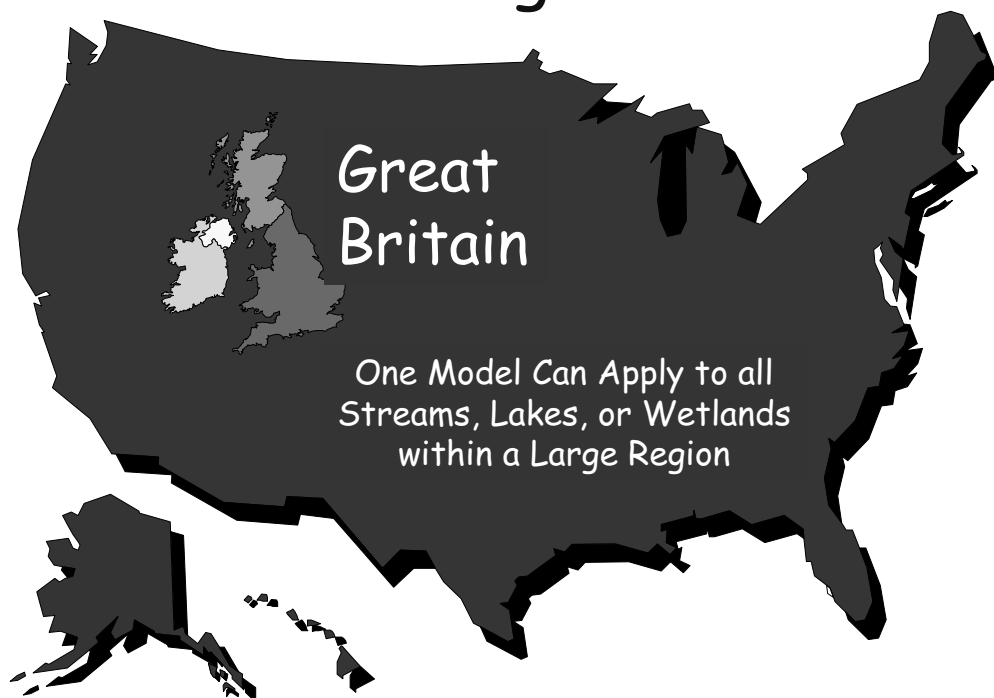 Great
Britain
One Model Can Apply to all
Streams, Lakes, or Wetlands
within a Large Region